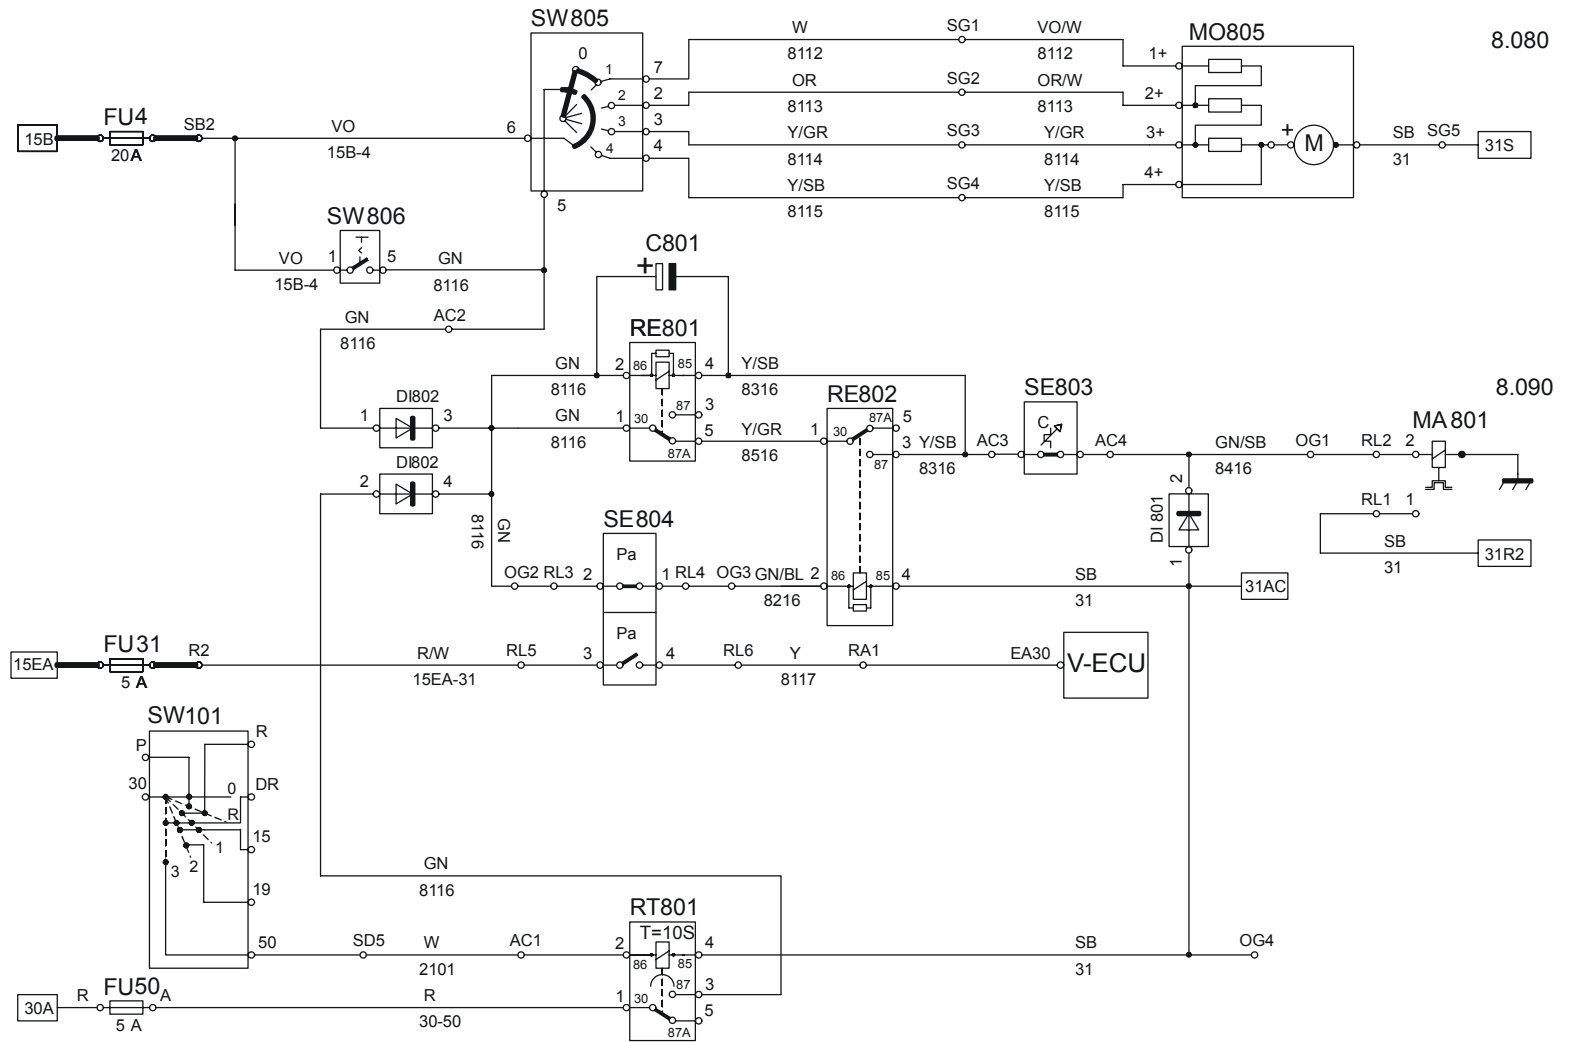 SW805
W
SG1
VO/W
MO805
8.080
0
1
7
8112
8112
1+
OR
SG2
OR/W
2
2
8113
8113
2+
FU4
SB2
VO
6
3
3
Y/GR
SG3
Y/GR
3+
+
M
SB
SG5
15B
20A
15B-4
4
4
8114
8114
31
31S
Y/SB
SG4
Y/SB
4+
5
8115
8115
SW806
VO
1
5
GN
15B-4
8116
C801
+
GN
AC2
8116
RE801
GN
2
86
85
4
Y/SB
8116
8316
RE802
SE803
8.090
DI802
1
3
GN
1
30
87
3
87A
5
C
MA801
8116
87A
5
Y/GR
8516
1
30
3
Y/SB
AC3
AC4
GN/SB
OG1
RL2
2
87
8316
8416
DI802
2
4
8116
GN
SE804
Pa
DI 801
2
1
RL1
1
SB
31
31R2
OG2
RL3
2
1
RL4
OG3
GN/BL
2
86
85
4
SB
31AC
8216
31
FU31
R2
R/W
RL5
3
Pa
4
RL6
Y
RA1
EA30
V-ECU
15EA
5 A
15EA-31
8117
SW101
P
R
30
0
DR
R
1
15
2
3
19
GN
8116
RT801
T=10S
50
SD5
W
AC1
2
86
85
4
SB
OG4
2101
31
FU50
30A
R
A
R
1
30
87
3
5 A
30-50
87A
5